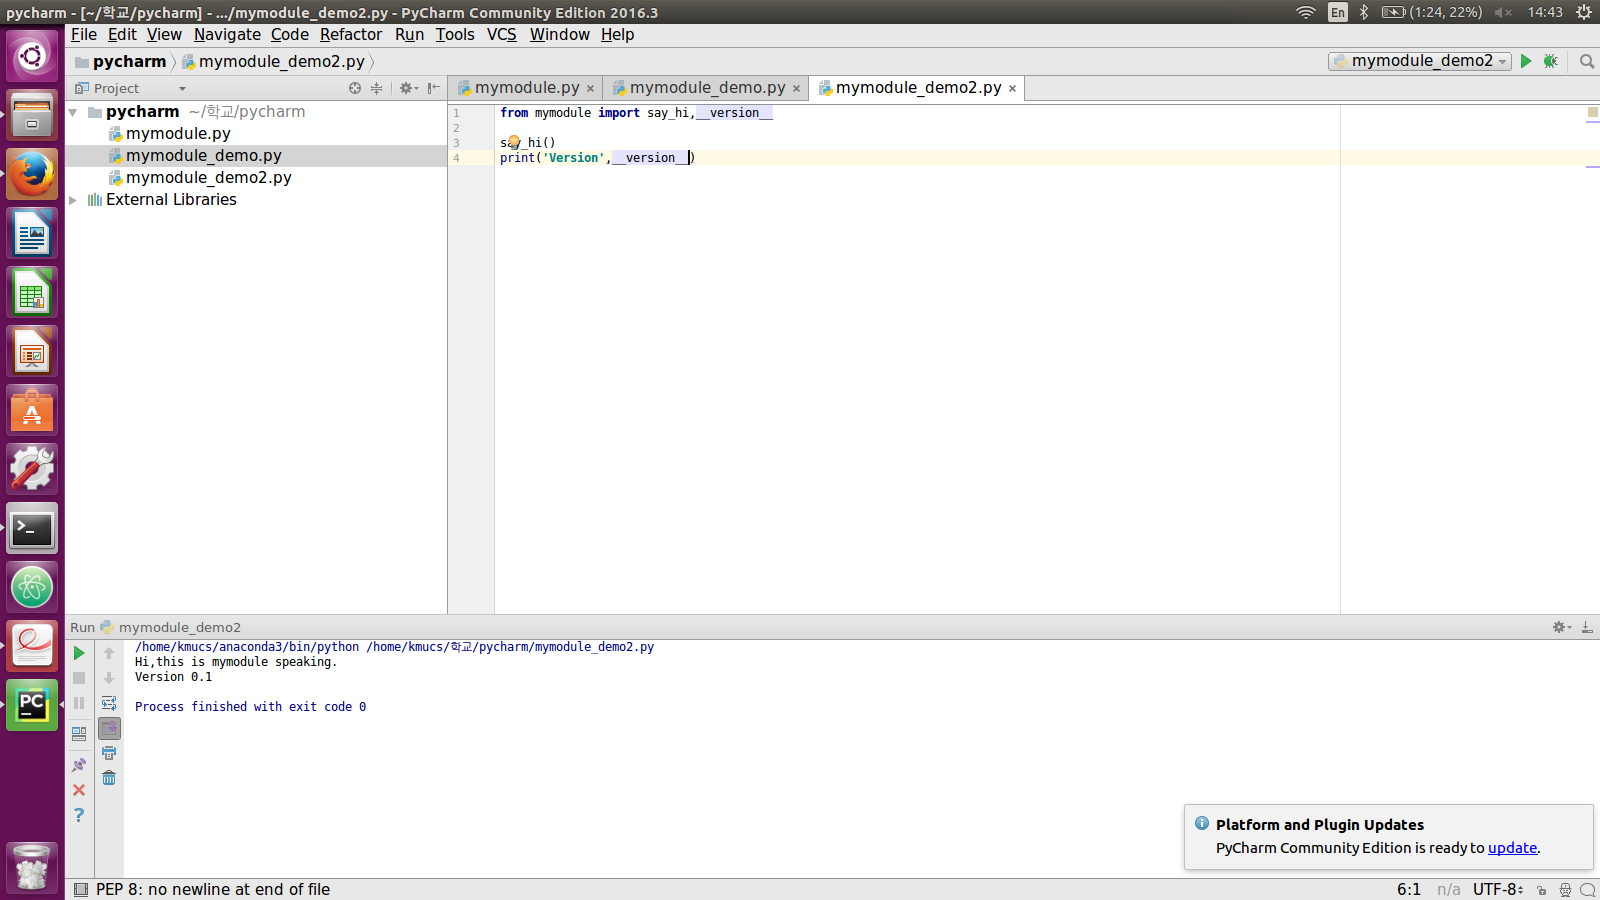 pycharm - [~/학교/pycharm] - .../mymodule_demo2.py - PyCharm Community Edition 2016.3
En
(1:24, 22%)
14:43
File Edit View Navigate Code Refactor Run Tools VCS Window Help
pycharm mymodule_demo2.py
mymodule_demo2
Project
mymodule.py mymodule_demo.py mymodule_demo2.py
pycharm ~/학교/pycharm
mymodule.py
mymodule_demo.py
mymodule_demo2.py
External Libraries
1 from mymodule import say_hi,__version__
2
3 say_hi()
4 print('Version',__version__)
Run mymodule_demo2
/home/kmucs/anaconda3/bin/python /home/kmucs/학교/pycharm/mymodule_demo2.py
Hi,this is mymodule speaking.
Version 0.1
Process finished with exit code 0
PC
Platform and Plugin Updates
PyCharm Community Edition is ready to update.
PEP 8: no newline at end of file
6:1 n/a UTF-8